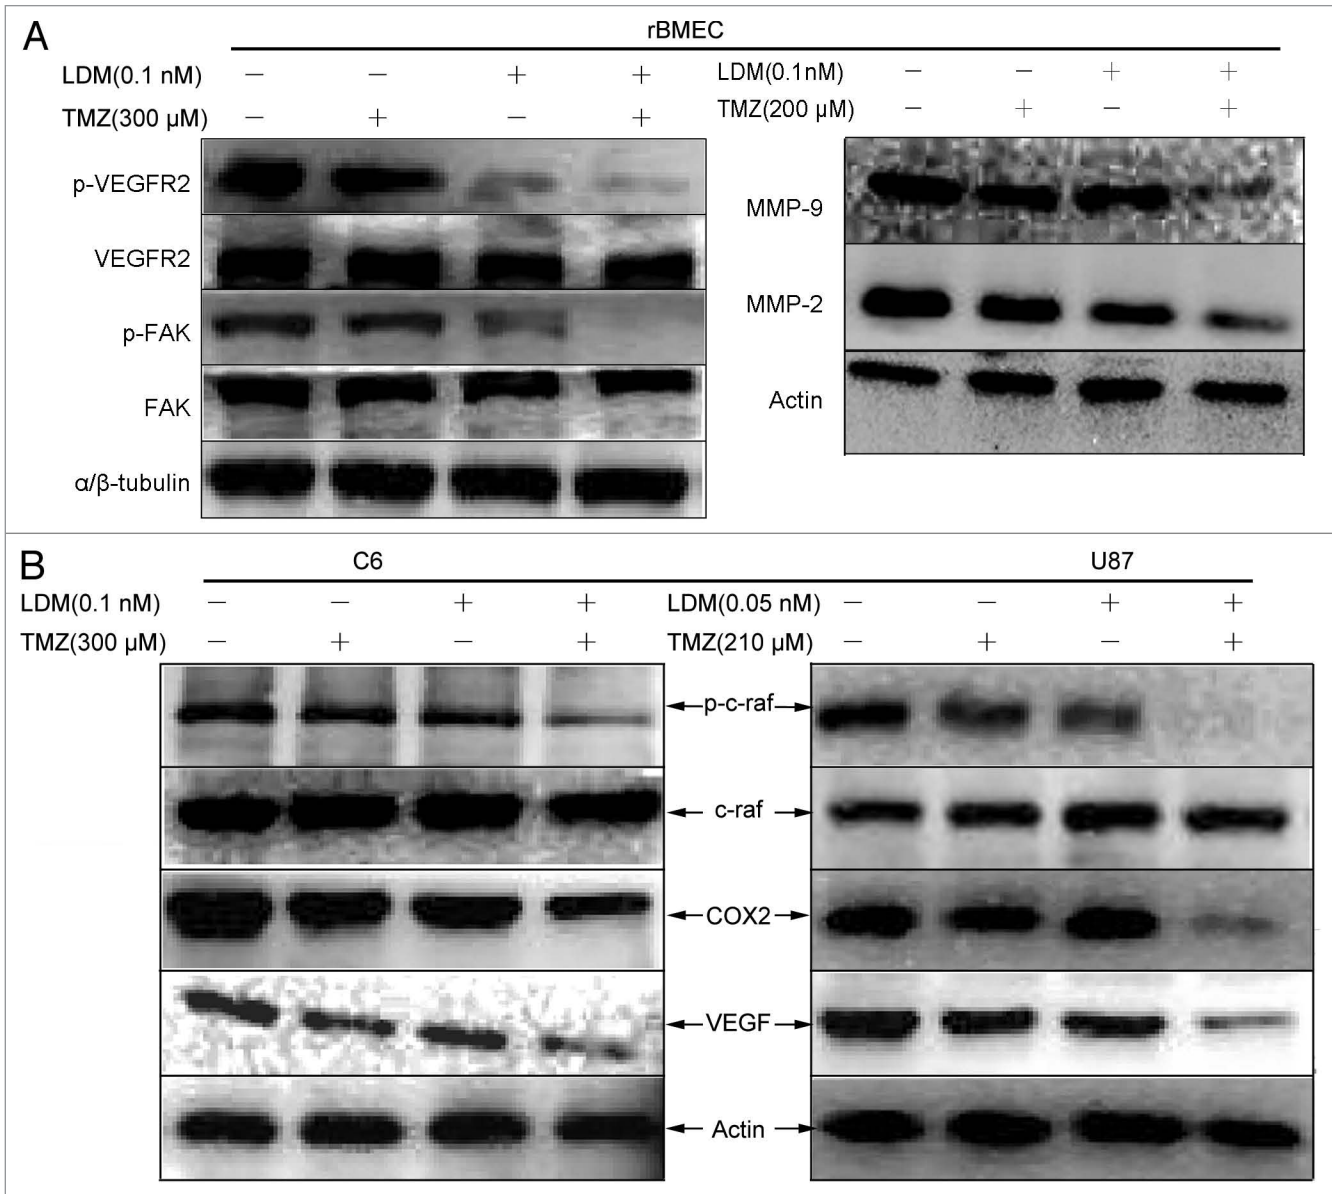 A
rBMEC
LDM(0.1 nM) — — + +
TMZ(300 µM) — + — +
p-VEGFR2
VEGFR2
p-FAK
FAK
α/β-tubulin
LDM(0.1nM) — — + +
TMZ(200 µM) — + — +
MMP-9
MMP-2
Actin
B
C6
U87
LDM(0.1 nM) — — + +
TMZ(300 µM) — + — +
LDM(0.05 nM) — — + +
TMZ(210 µM) — + — +
p-c-raf
c-raf
COX2
VEGF
Actin